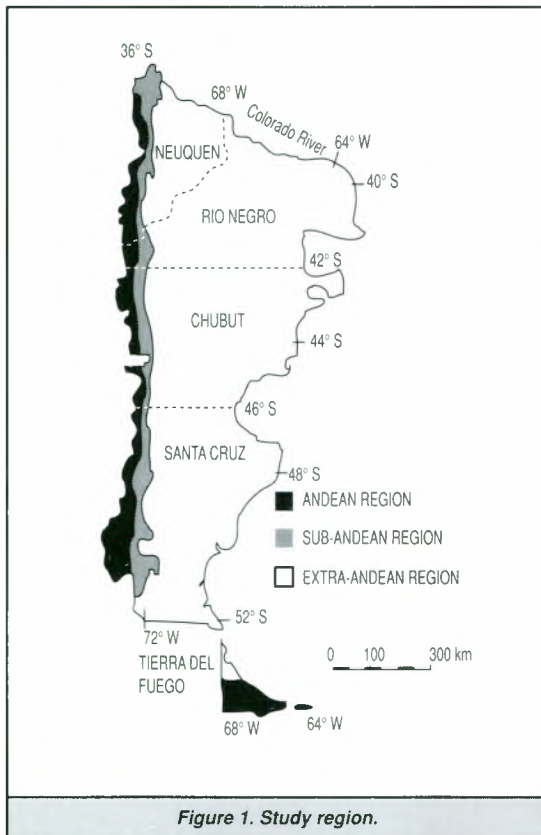 36° S
68° W
Colorado River
64° W
NEUQUEN
40° S
RIO NEGRO
42° S
CHUBUT
44° S
46° S
SANTA CRUZ
48° S
ANDEAN REGION
SUB-ANDEAN REGION
EXTRA-ANDEAN REGION
52° S
72° W
TIERRA DEL
FUEGO
0 100 300 km
68° W
64° W
Figure 1. Study region.